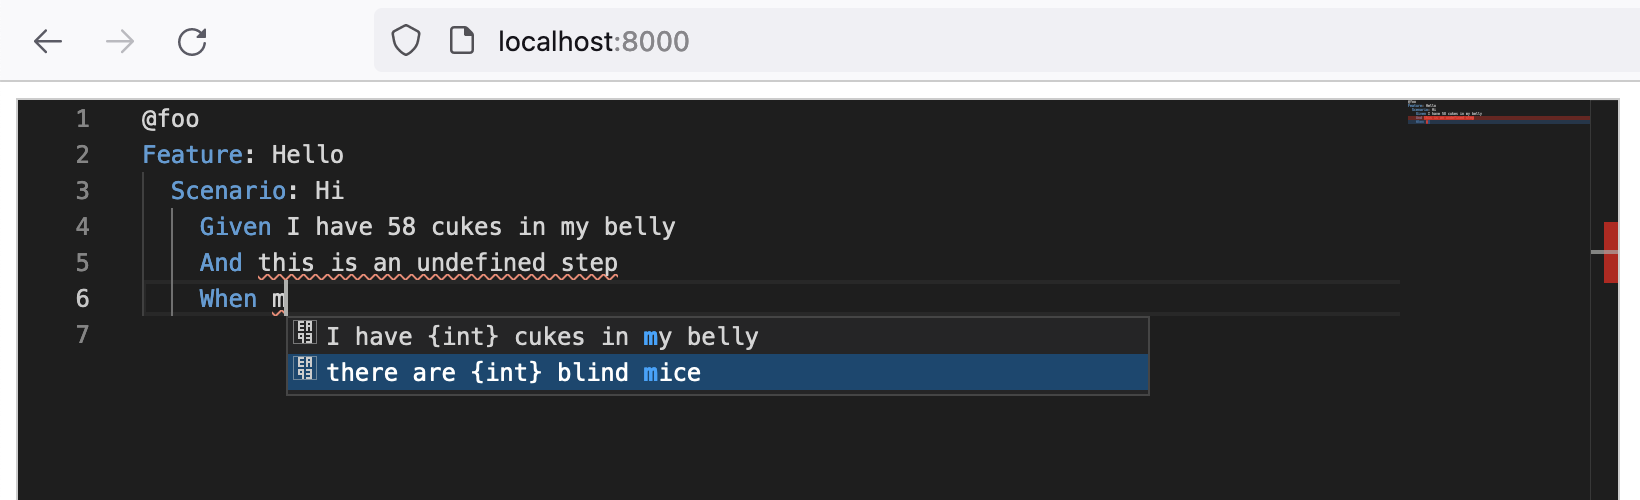 localhost:8000
1 @foo
2 Feature: Hello
3 Scenario: Hi
4 Given I have 58 cukes in my belly
5 And this is an undefined step
6 When m
7
EA93 I have {int} cukes in my belly
EA93 there are {int} blind mice